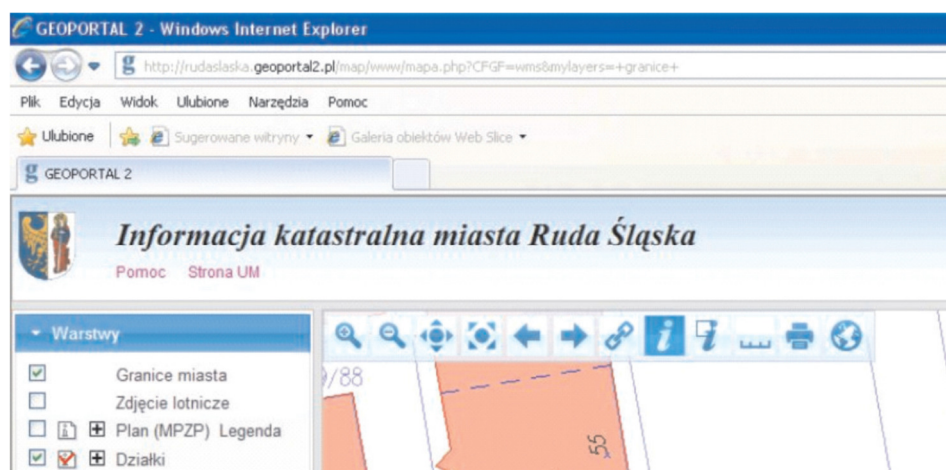 GEOPORTAL 2 - Windows Internet Explorer
http://rudaslaska.geoportal2.pl/map/www/mapa.php?CFGF=wms&mylayers=+granice+
Plik Edycja Widok Ulubione Narzędzia Pomoc
Ulubione Sugerowane witryny Galeria obiektów Web Slice
GEOPORTAL 2
Informacja katastralna miasta Ruda Śląska
Pomoc Strona UM
Warstwy
Granice miasta
Zdjęcie lotnicze
Plan (MPZP) Legenda
Działki
/88
55